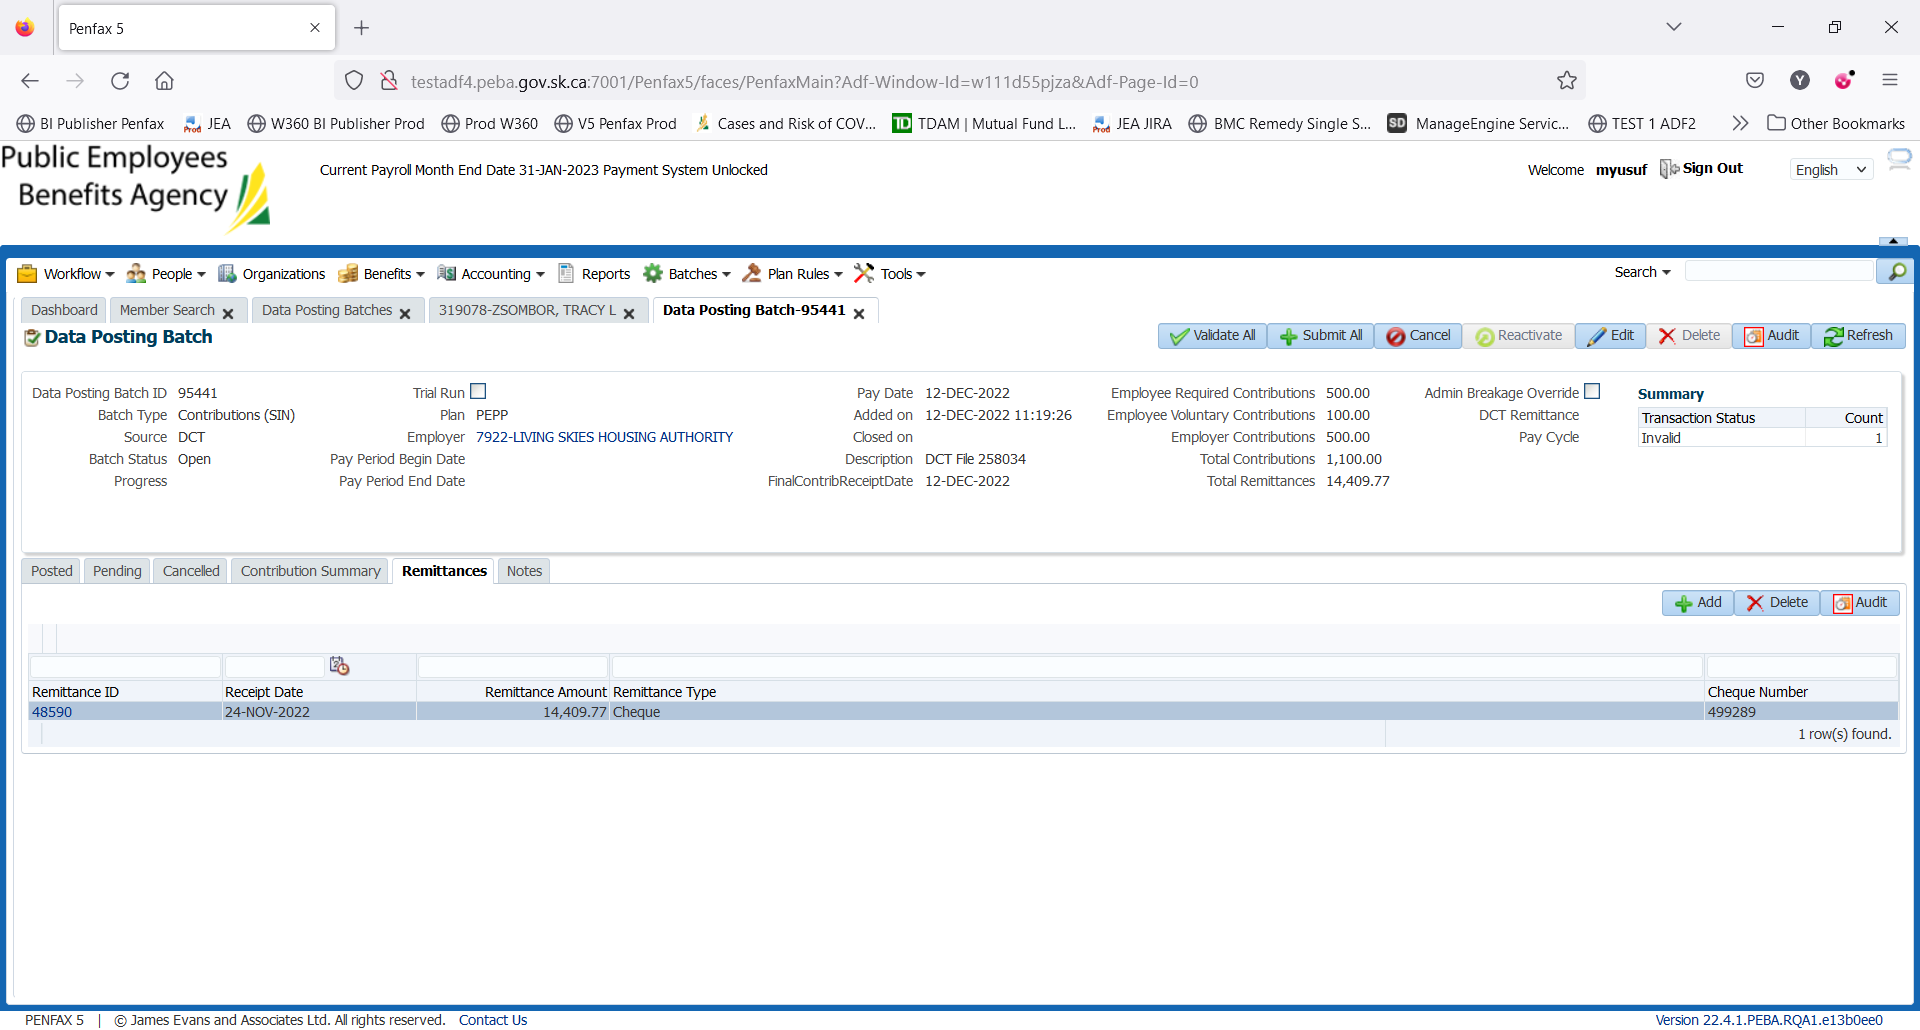 Penfax 5
testadf4.peba.gov.sk.ca:7001/Penfax5/faces/PenfaxMain?Adf-Window-Id=w111d55pjza&Adf-Page-Id=0
BI Publisher Penfax JEA W360 BI Publisher Prod Prod W360 V5 Penfax Prod Cases and Risk of COV... TDAM | Mutual Fund L... JEA JIRA BMC Remedy Single S... SD ManageEngine Servic... TEST 1 ADF2 Other Bookmarks
Public Employees
Benefits Agency
Current Payroll Month End Date 31-JAN-2023 Payment System Unlocked
Welcome myusuf Sign Out English
Workflow People Organizations Benefits Accounting Reports Batches Plan Rules Tools Search
Dashboard Member Search Data Posting Batches 319078-ZSOMBOR, TRACY L Data Posting Batch-95441
Data Posting Batch
Validate All Submit All Cancel Reactivate Edit Delete Audit Refresh
Data Posting Batch ID 95441 Trial Run Pay Date 12-DEC-2022 Employee Required Contributions 500.00 Admin Breakage Override Summary
Batch Type Contributions (SIN) Plan PEPP Added on 12-DEC-2022 11:19:26 Employee Voluntary Contributions 100.00 DCT Remittance Transaction Status Count
Source DCT Employer 7922-LIVING SKIES HOUSING AUTHORITY Closed on Employer Contributions 500.00 Pay Cycle Invalid 1
Batch Status Open Pay Period Begin Date Description DCT File 258034 Total Contributions 1,100.00
Progress Pay Period End Date FinalContribReceiptDate 12-DEC-2022 Total Remittances 14,409.77
Posted Pending Cancelled Contribution Summary Remittances Notes
Add Delete Audit
Remittance ID Receipt Date Remittance Amount Remittance Type Cheque Number
48590 24-NOV-2022 14,409.77 Cheque 499289
1 row(s) found.
PENFAX 5 | © James Evans and Associates Ltd. All rights reserved. Contact Us Version 22.4.1.PEBA.RQA1.e13b0ee0